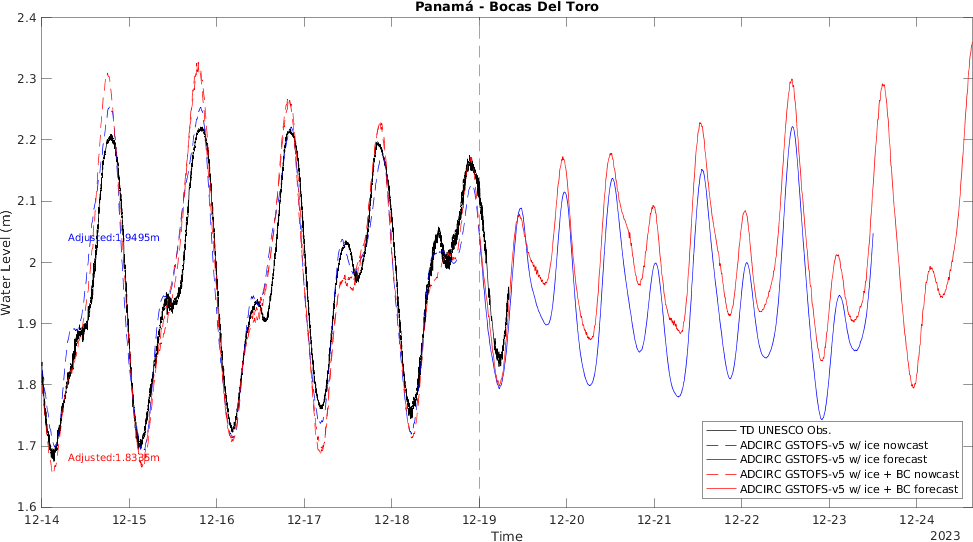 Panamá - Bocas Del Toro
2.4
2.3
2.2
2.1
2
1.9
1.8
1.7
1.6
Water Level (m)
Adjusted:1.9495m
Adjusted:1.8335m
TD UNESCO Obs.
ADCIRC GSTOFS-v5 w/ ice nowcast
ADCIRC GSTOFS-v5 w/ ice forecast
ADCIRC GSTOFS-v5 w/ ice + BC nowcast
ADCIRC GSTOFS-v5 w/ ice + BC forecast
12-14 12-15 12-16 12-17 12-18 12-19 12-20 12-21 12-22 12-23 12-24
Time
2023